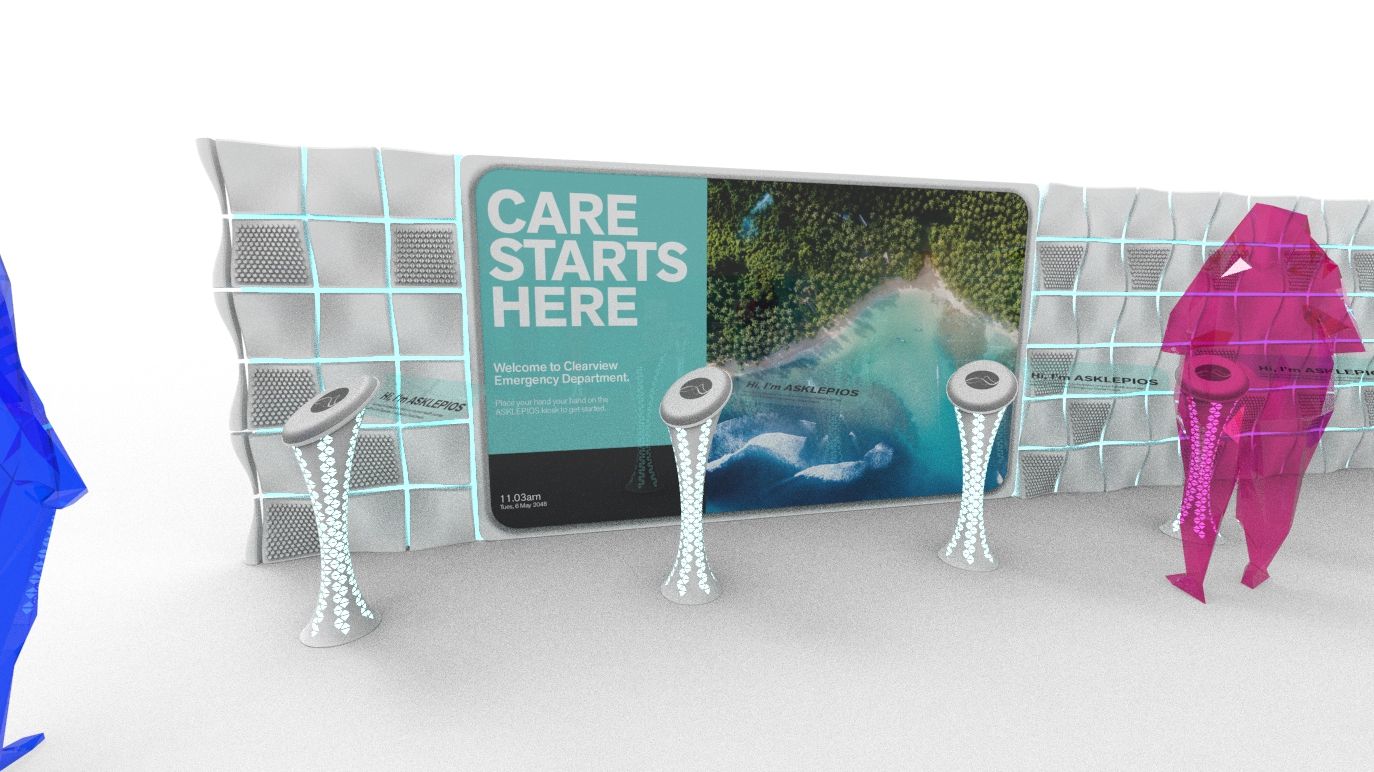 CARE
STARTS
HERE
Welcome to Clearview
Emergency Department.
Place your hand your hand on the
ASKLEPIOS kiosk to get started.
11.03am
Tues, 6 May 2048
Hi, I'm ASKLEPIOS
Hi, I'm ASKLEPIOS
Hi, I'm ASKLEPIOS
Hi, I'm ASKLEPIOS